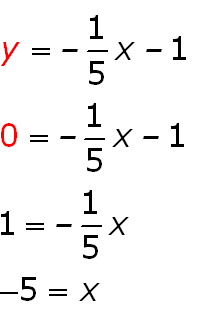 y = – 1/5 x – 1
0 = – 1/5 x – 1
1 = – 1/5 x
–5 = x